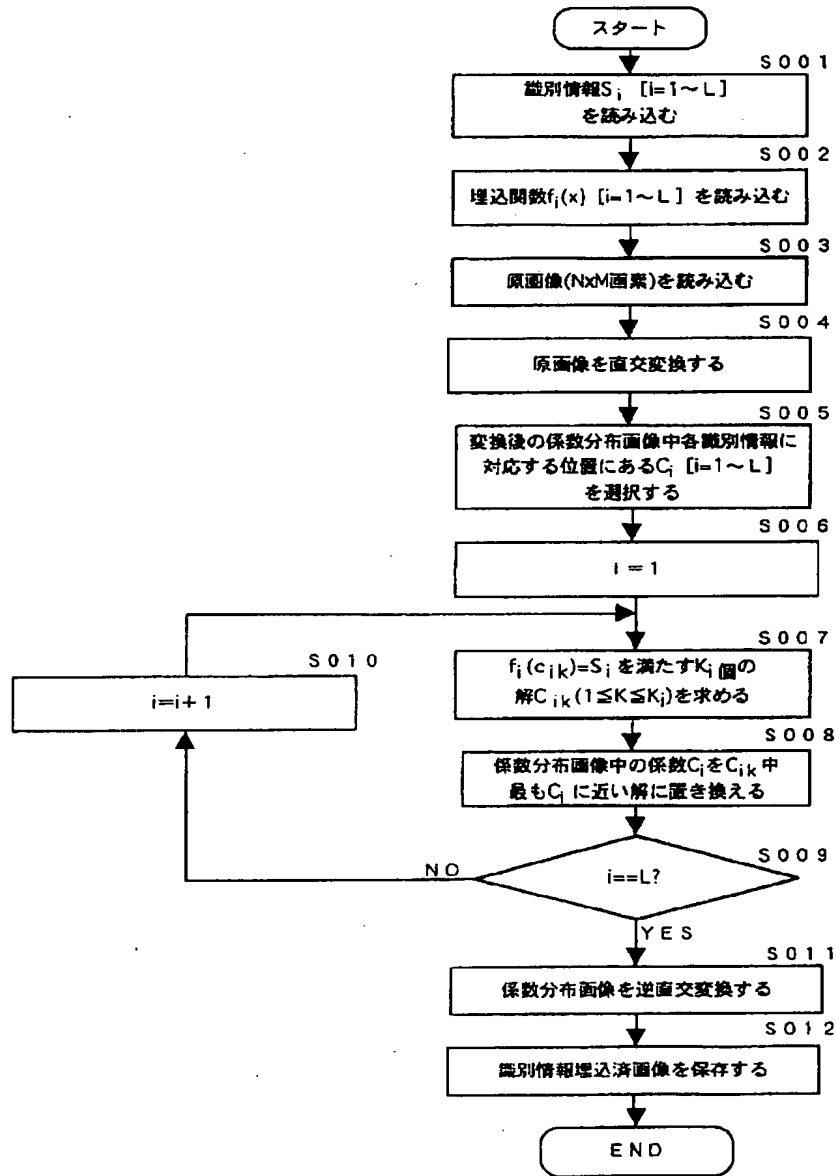 スタート
S001
識別情報Si [i=1～L]
を読み込む
S002
埋込関数fi(x) [i=1～L] を読み込む
S003
原画像(NxM画素)を読み込む
S004
原画像を直交変換する
S005
変換後の係数分布画像中各識別情報に
対応する位置にあるCi [i=1～L]
を選択する
S006
i=1
S007
fi(cik)=Siを満たすKi個の
解Cik(1≦K≦Ki)を求める
S010
i=i+1
S008
係数分布画像中の係数CiをCik中
最もCiに近い解に置き換える
S009
i==L?
NO
YES
S011
係数分布画像を逆直交変換する
S012
識別情報埋込済画像を保存する
END